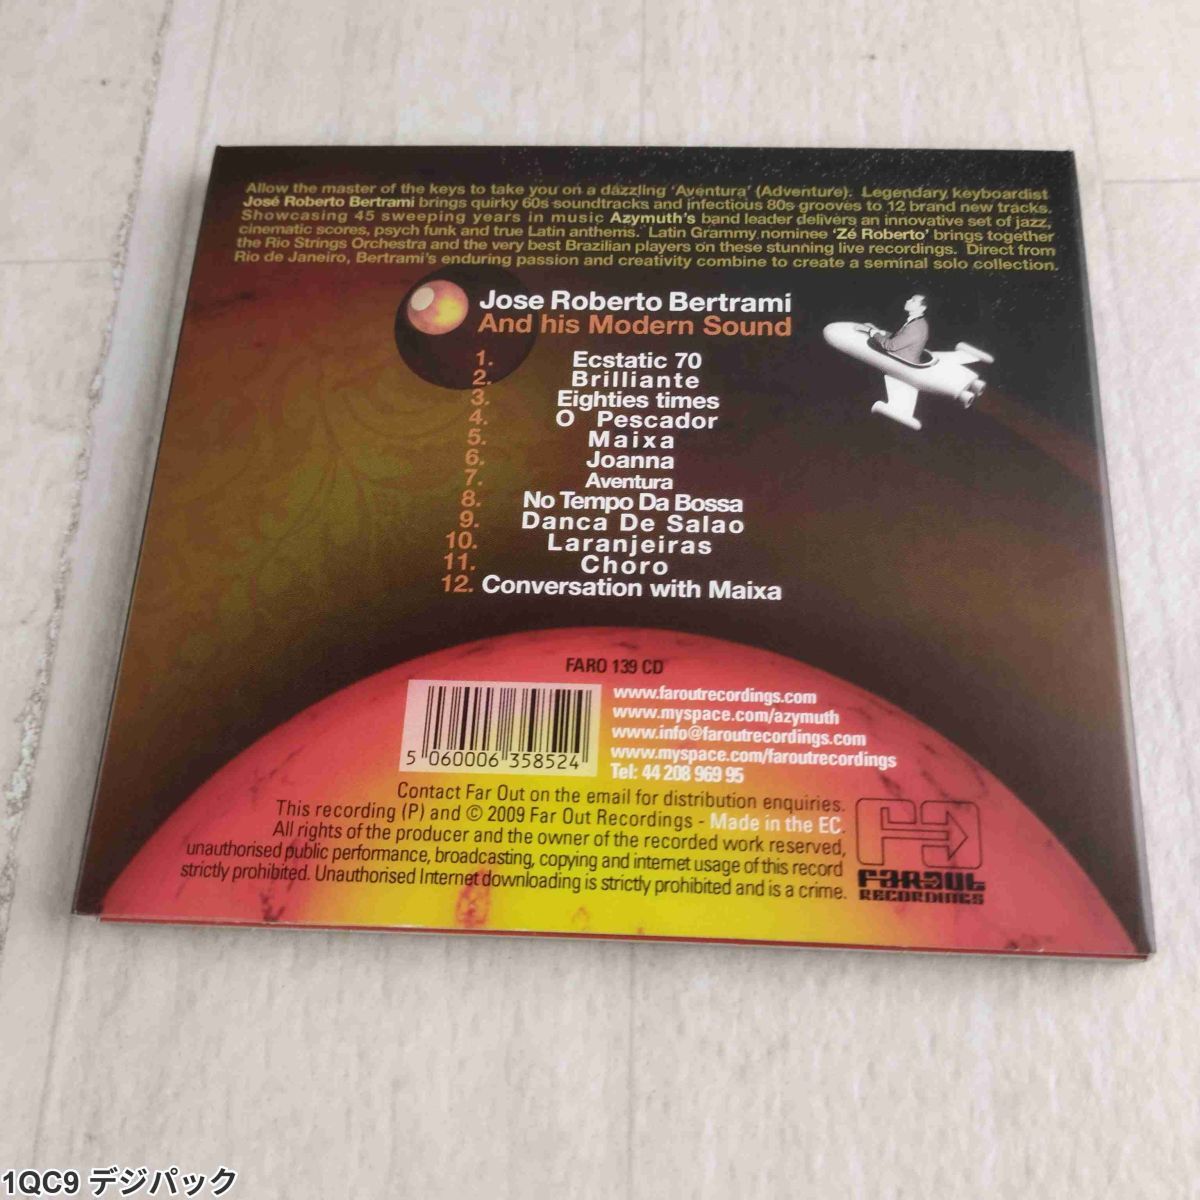 Allow the master of the keys to take you on a dazzling 'Aventura' (Adventure). Legendary keyboardist
José Roberto Bertrami brings quirky 60s soundtracks and infectious 80s grooves to 12 brand new tracks.
Showcasing 45 sweeping years in music Azymuth's band leader delivers an innovative set of jazz,
cinematic scores, psych funk and true Latin anthems. Latin Grammy nominee 'Zé Roberto' brings together
the Rio Strings Orchestra and the very best Brazilian players on these stunning live recordings. Direct from
Rio de Janeiro, Bertrami's enduring passion and creativity combine to create a seminal solo collection.
Jose Roberto Bertrami
And his Modern Sound
1. Ecstatic 70
2. Brilliante
3. Eighties times
4. O Pescador
5. Maixa
6. Joanna
7. Aventura
8. No Tempo Da Bossa
9. Danca De Salao
10. Laranjeiras
11. Choro
12. Conversation with Maixa
FARO 139 CD
5 060006 358524
www.faroutrecordings.com
www.myspace.com/azymuth
www.info@faroutrecordings.com
www.myspace.com/faroutrecordings
Tel: 44 208 969 95
Contact Far Out on the email for distribution enquiries.
This recording (P) and © 2009 Far Out Recordings - Made in the EC.
All rights of the producer and the owner of the recorded work reserved,
unauthorised public performance, broadcasting, copying and internet usage of this record
strictly prohibited. Unauthorised Internet downloading is strictly prohibited and is a crime.
FAROUT
RECORDINGS
1QC9 デジパック